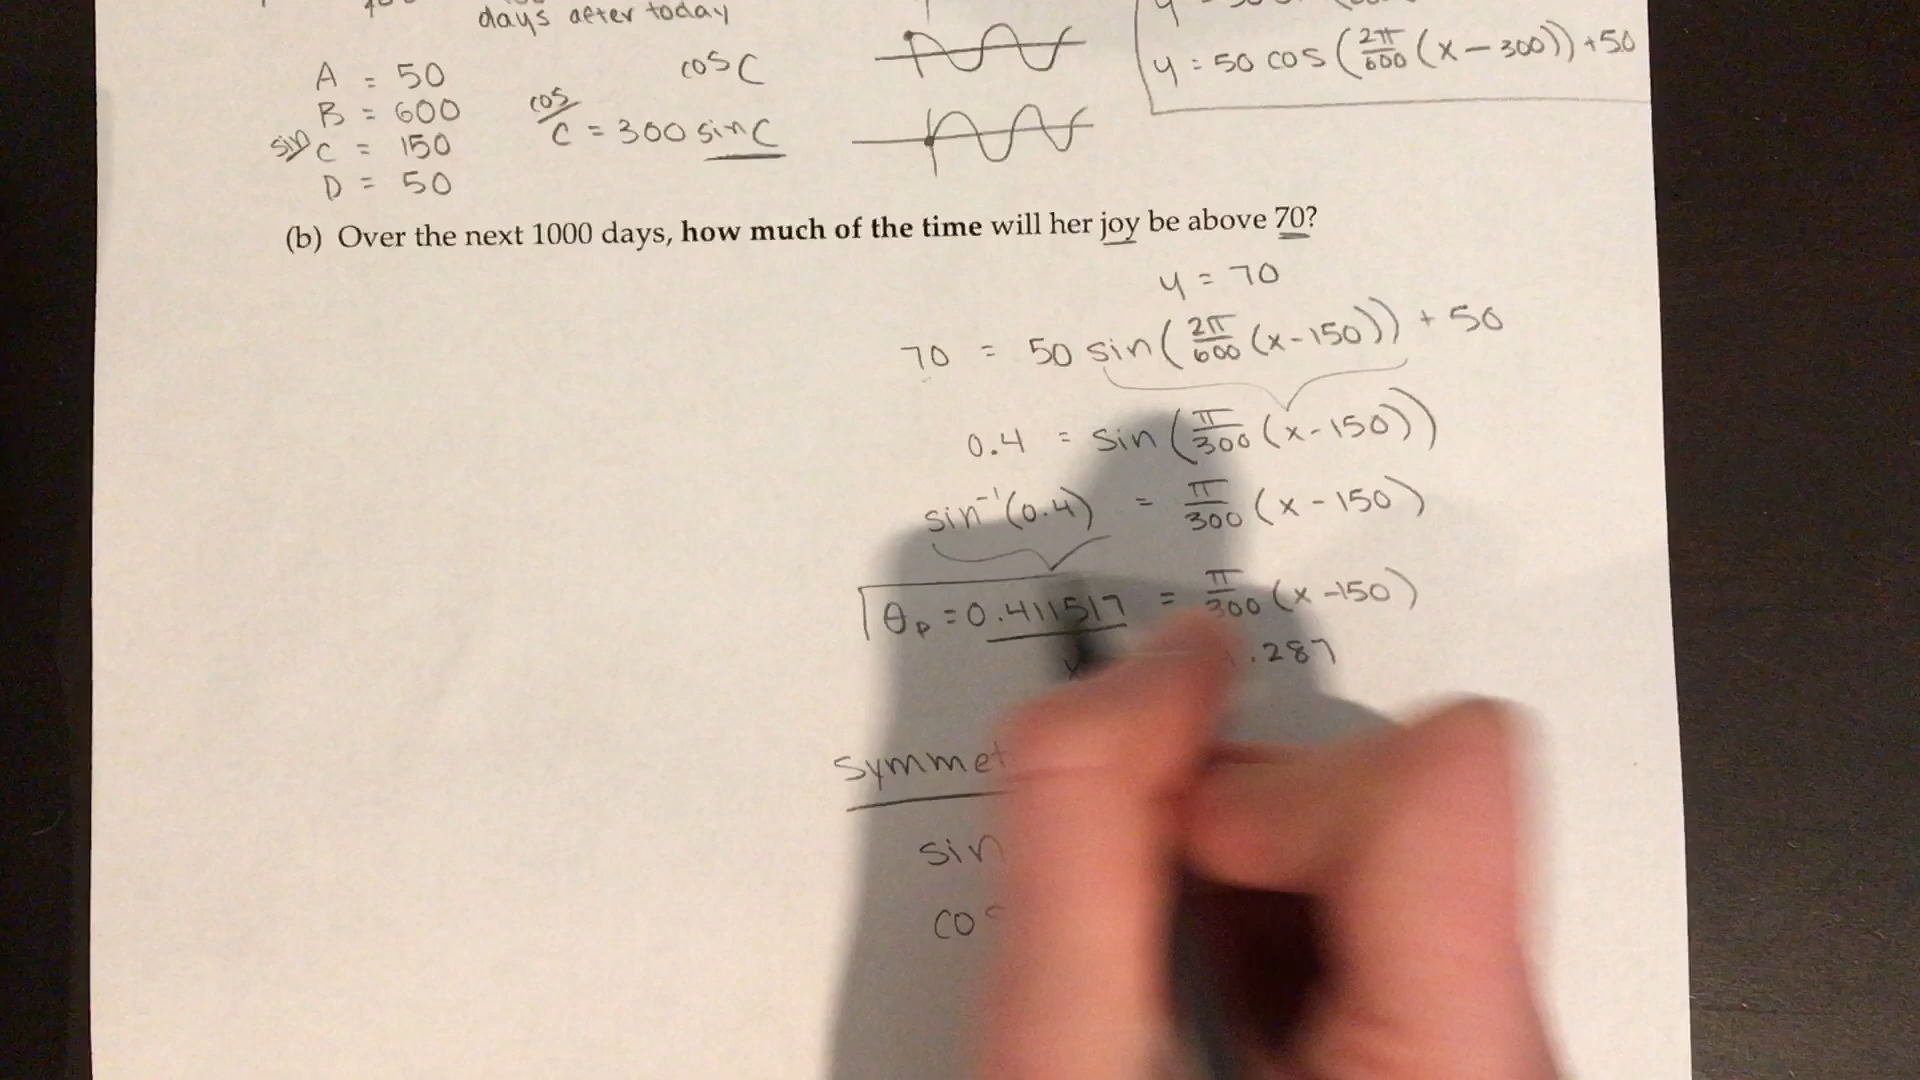 days after today
A = 50
B = 600
sin C = 150
D = 50
cos C
cos
C = 300 sin C
y = 50 cos (2π/600 (x - 300)) + 50
(b) Over the next 1000 days, how much of the time will her joy be above 70?
y = 70
70 = 50 sin (2π/600 (x-150)) + 50
0.4 = sin (π/300 (x-150))
sin⁻¹(0.4) = π/300 (x - 150)
θp = 0.411517 = π/300 (x -150)
x .287
Symmet
sin
cos